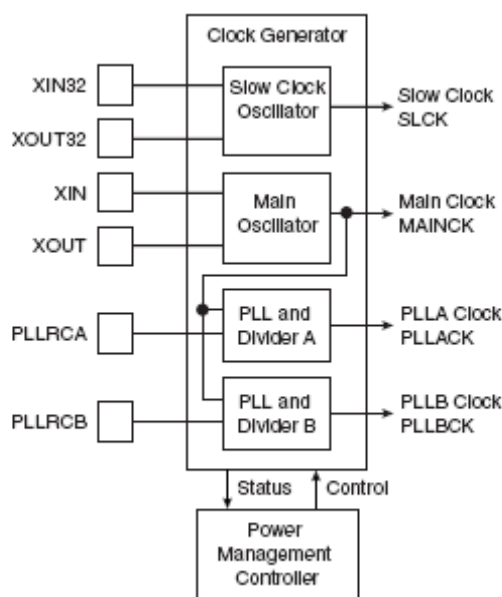 Clock Generator
XIN32
Slow Clock
Oscillator
Slow Clock
SLCK
XOUT32
XIN
Main
Oscillator
Main Clock
MAINCK
XOUT
PLLRCA
PLL and
Divider A
PLLA Clock
PLLACK
PLLRCB
PLL and
Divider B
PLLB Clock
PLLBCK
Status
Control
Power
Management
Controller